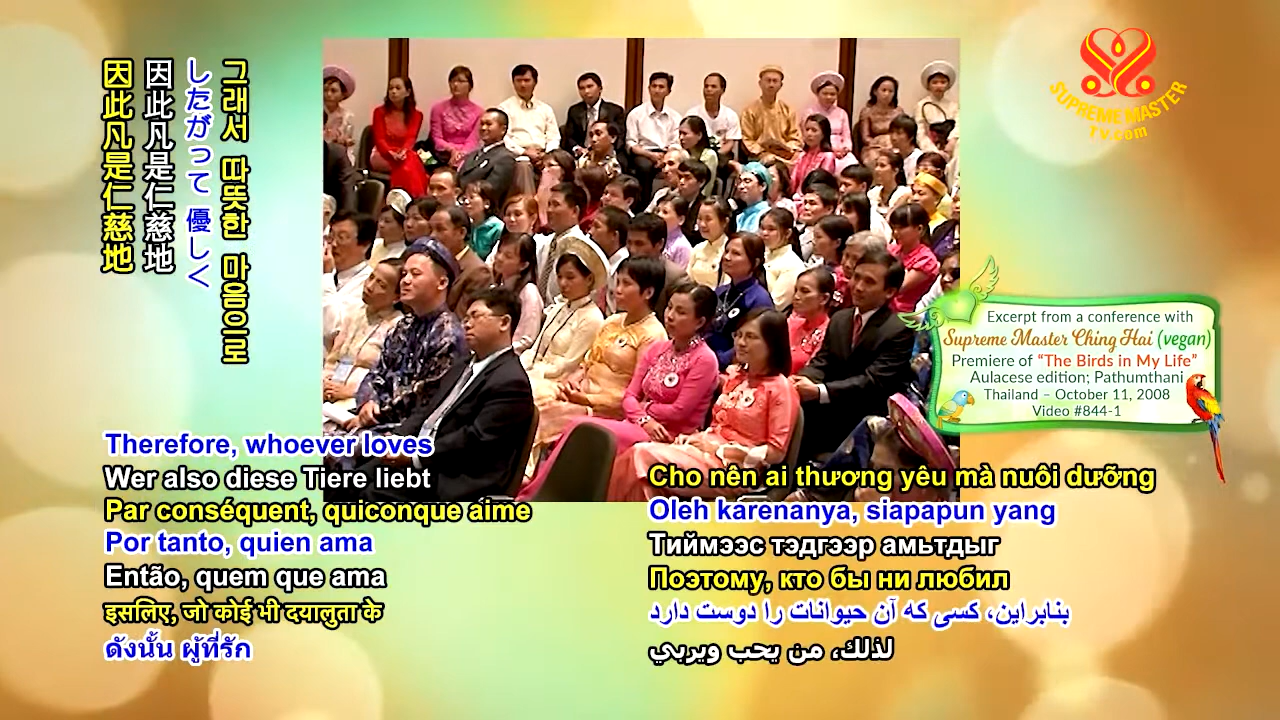 因此凡是仁慈地
因此凡是仁慈地
したがって 優しく
그래서 따뜻한 마음으로
SUPREME MASTER
TV.com
Excerpt from a conference with
Supreme Master Ching Hai (vegan)
Premiere of “The Birds in My Life”
Aulacese edition; Pathumthani
Thailand – October 11, 2008
Video #844-1
Therefore, whoever loves
Wer also diese Tiere liebt
Par conséquent, quiconque aime
Por tanto, quien ama
Então, quem que ama
इसलिए, जो कोई भी दयालुता के
ดังนั้น ผู้ที่รัก
Cho nên ai thương yêu mà nuôi dưỡng
Oleh karenanya, siapapun yang
Тиймээс тэдгээр амьтдыг
Поэтому, кто бы ни любил
بنابراین، کسی که آن حیوانات را دوست دارد
لذلك، من يحب ويربي